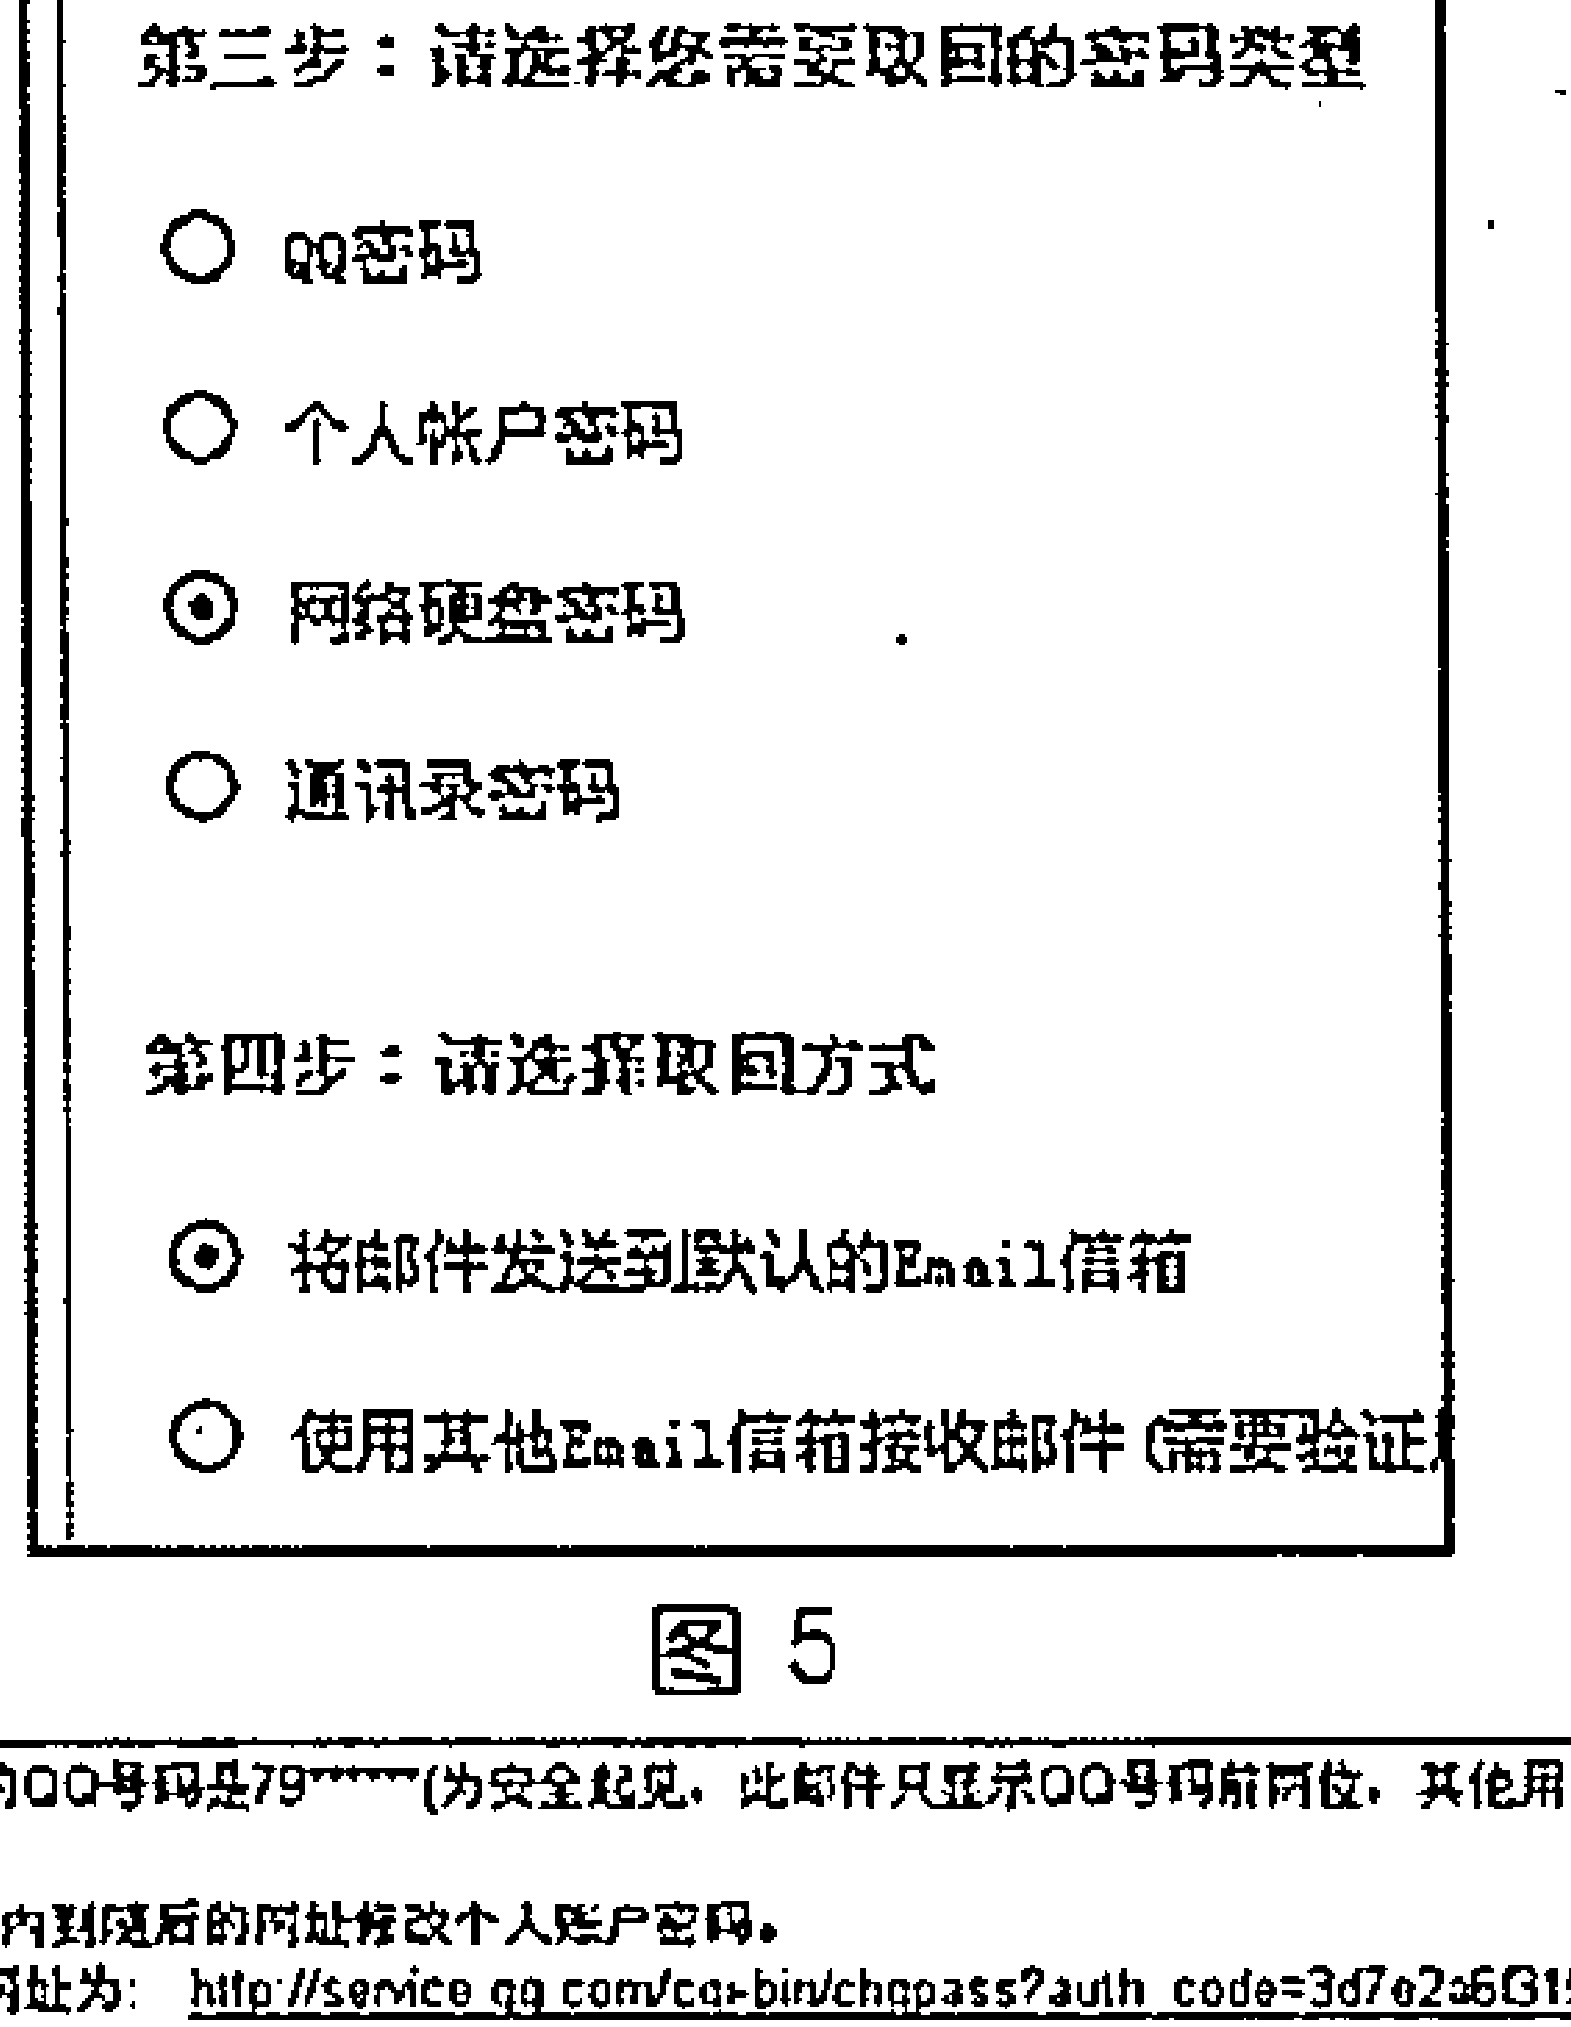 第三步：请选择您需要取回的密码类型
QQ密码
个人帐户密码
网络硬盘密码
通讯录密码
第四步：请选择取回方式
将邮件发送到默认的Email信箱
使用其他Email信箱接收邮件(需要验证
图 5
QQ号码是79*****(为安全起见，此邮件只显示QQ号码前两位，其他用
内到随后的网址修改个人账户密码。
网址为： http://service.qq.com/cgi-bin/chgpass?auth_code=3d7e2a6f31